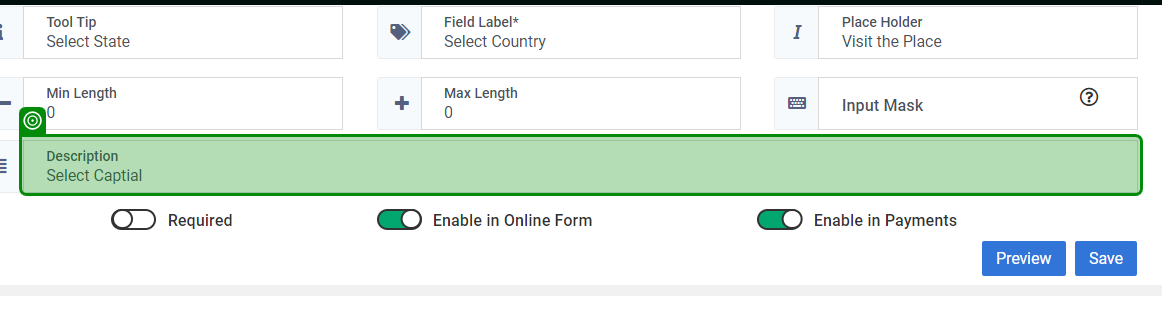 Tool Tip
Select State
Field Label*
Select Country
Place Holder
Visit the Place
Min Length
0
Max Length
0
Input Mask
Description
Select Captial
Required
Enable in Online Form
Enable in Payments
Preview
Save